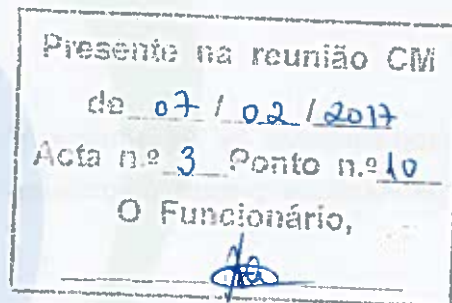 Presente na reunião CM
de 07 / 02 / 2017
Acta n.º 3 Ponto n.º 10
O Funcionário,